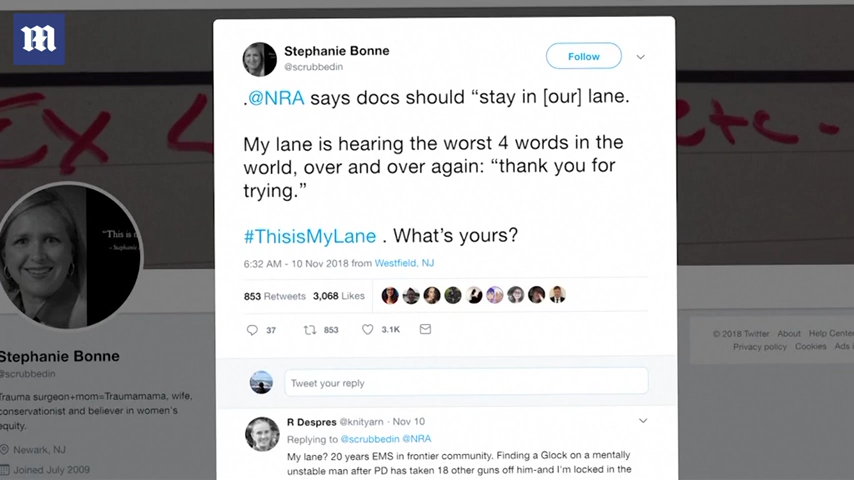 m
EX
etc.
Stephanie Bonne
@scrubbedin
Follow
.@NRA says docs should “stay in [our] lane.
My lane is hearing the worst 4 words in the
world, over and over again: “thank you for
trying.”
#ThisisMyLane . What’s yours?
6:32 AM - 10 Nov 2018 from Westfield, NJ
853 Retweets 3,068 Likes
37 853 3.1K
Tweet your reply
R Despres @knityarn · Nov 10
Replying to @scrubbedin @NRA
My lane? 20 years EMS in frontier community. Finding a Glock on a mentally
unstable man after PD has taken 18 other guns off him-and I'm locked in the
"This is t
- Stephanie
Stephanie Bonne
@scrubbedin
Trauma surgeon+mom=Traumamama, wife,
conservationist and believer in women's
equity.
Newark, NJ
Joined July 2009
© 2018 Twitter About Help Center
Privacy policy Cookies Ads i